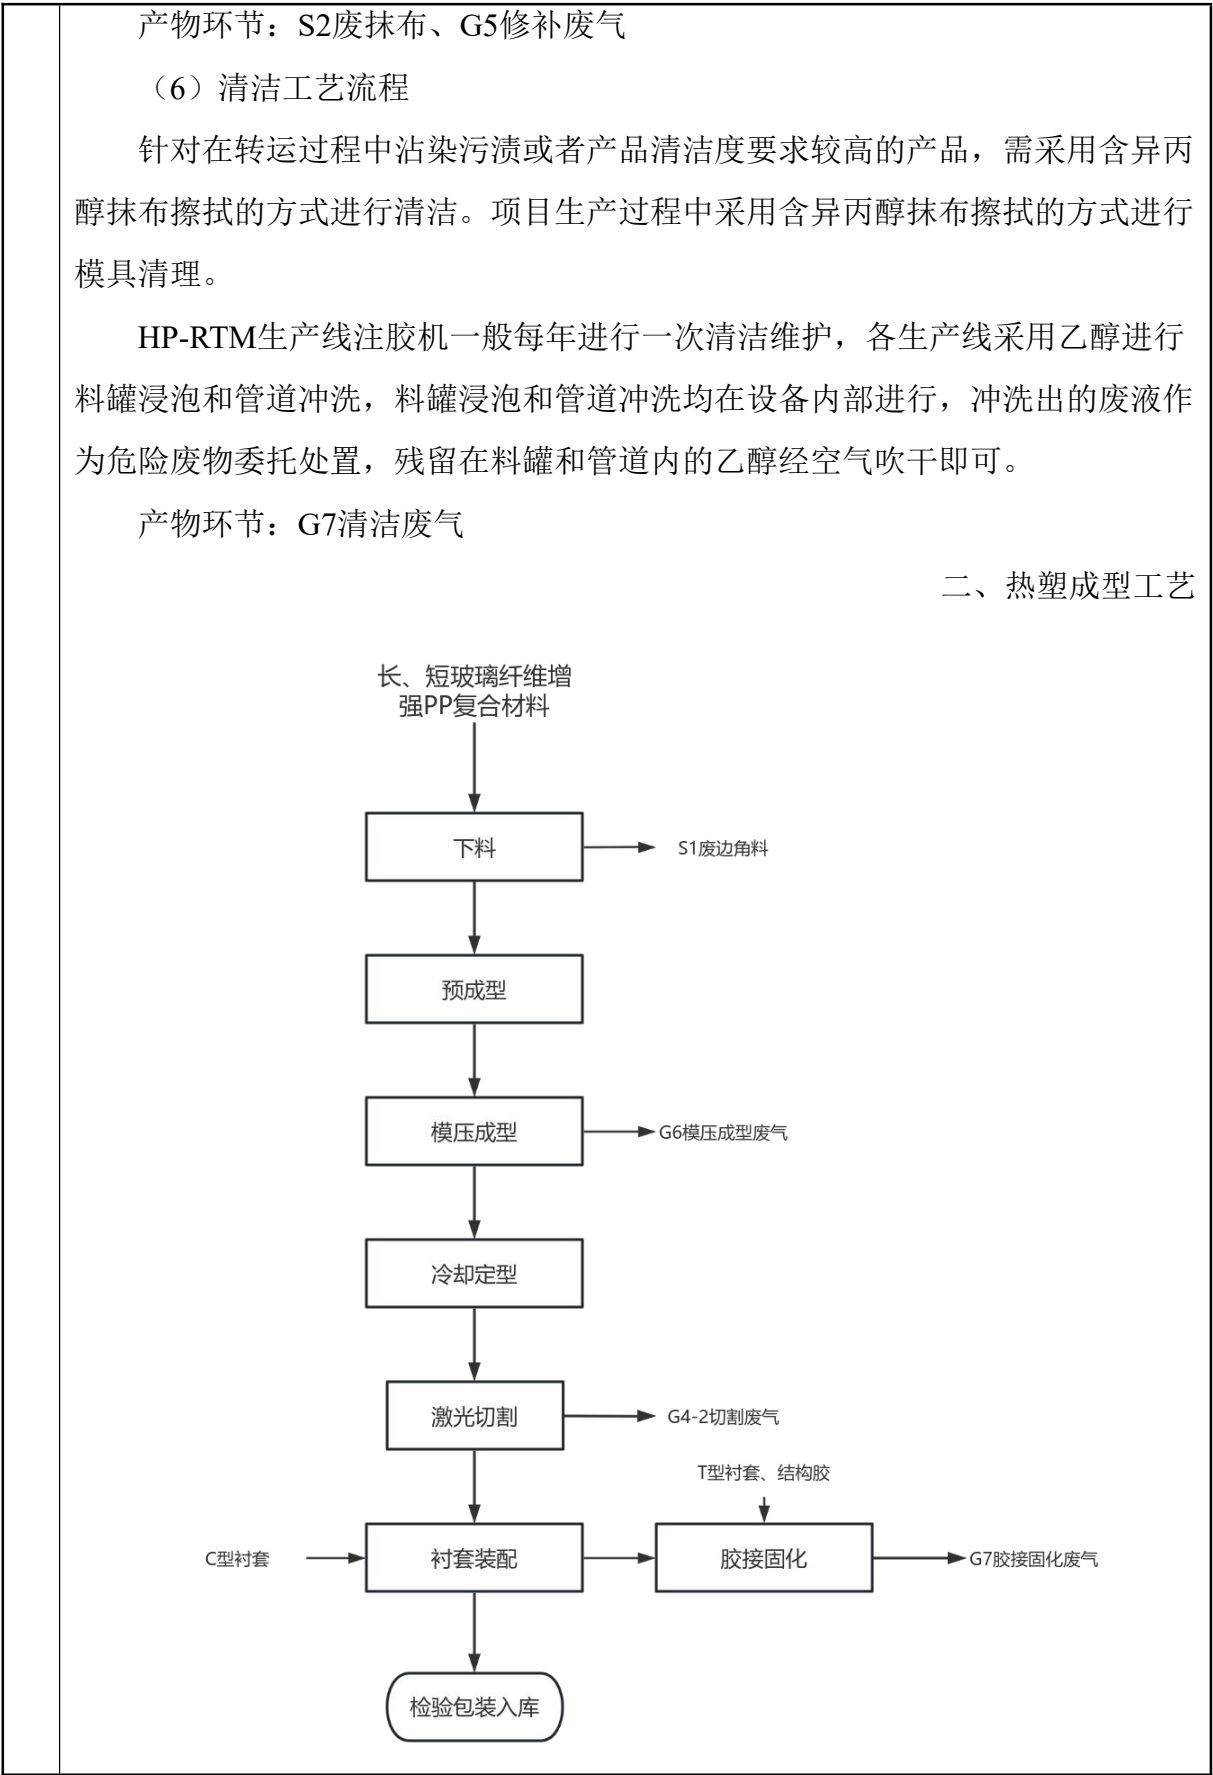 产物环节：S2废抹布、G5修补废气
（6）清洁工艺流程
针对在转运过程中沾染污渍或者产品清洁度要求较高的产品，需采用含异丙
醇抹布擦拭的方式进行清洁。项目生产过程中采用含异丙醇抹布擦拭的方式进行
模具清理。
HP-RTM生产线注胶机一般每年进行一次清洁维护，各生产线采用乙醇进行
料罐浸泡和管道冲洗，料罐浸泡和管道冲洗均在设备内部进行，冲洗出的废液作
为危险废物委托处置，残留在料罐和管道内的乙醇经空气吹干即可。
产物环节：G7清洁废气
二、热塑成型工艺
长、短玻璃纤维增
强PP复合材料
下料
S1废边角料
预成型
模压成型
G6模压成型废气
冷却定型
激光切割
G4-2切割废气
T型衬套、结构胶
C型衬套
衬套装配
胶接固化
G7胶接固化废气
检验包装入库